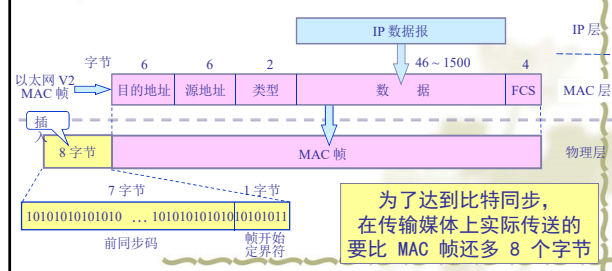 IP 数据报
IP 层
字节
6
6
2
46 ~ 1500
4
以太网 V2
MAC 帧
目的地址
源地址
类型
数 据
FCS
MAC 层
插
入
8 字节
MAC 帧
物理层
7 字节
1 字节
10101010101010 … 10101010101010101011
前同步码
帧开始
定界符
为了达到比特同步，
在传输媒体上实际传送的
要比 MAC 帧还多 8 个字节